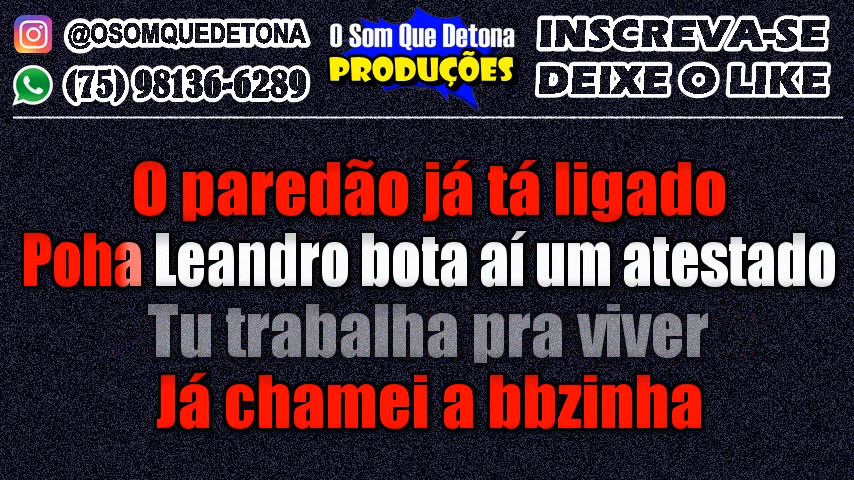 @OSOMQUEDETONA
(75) 98136-6289
O Som Que Detona
PRODUÇÕES
INSCREVA-SE
DEIXE O LIKE
O paredão já tá ligado
Poha Leandro bota aí um atestado
Tu trabalha pra viver
Já chamei a bbzinha